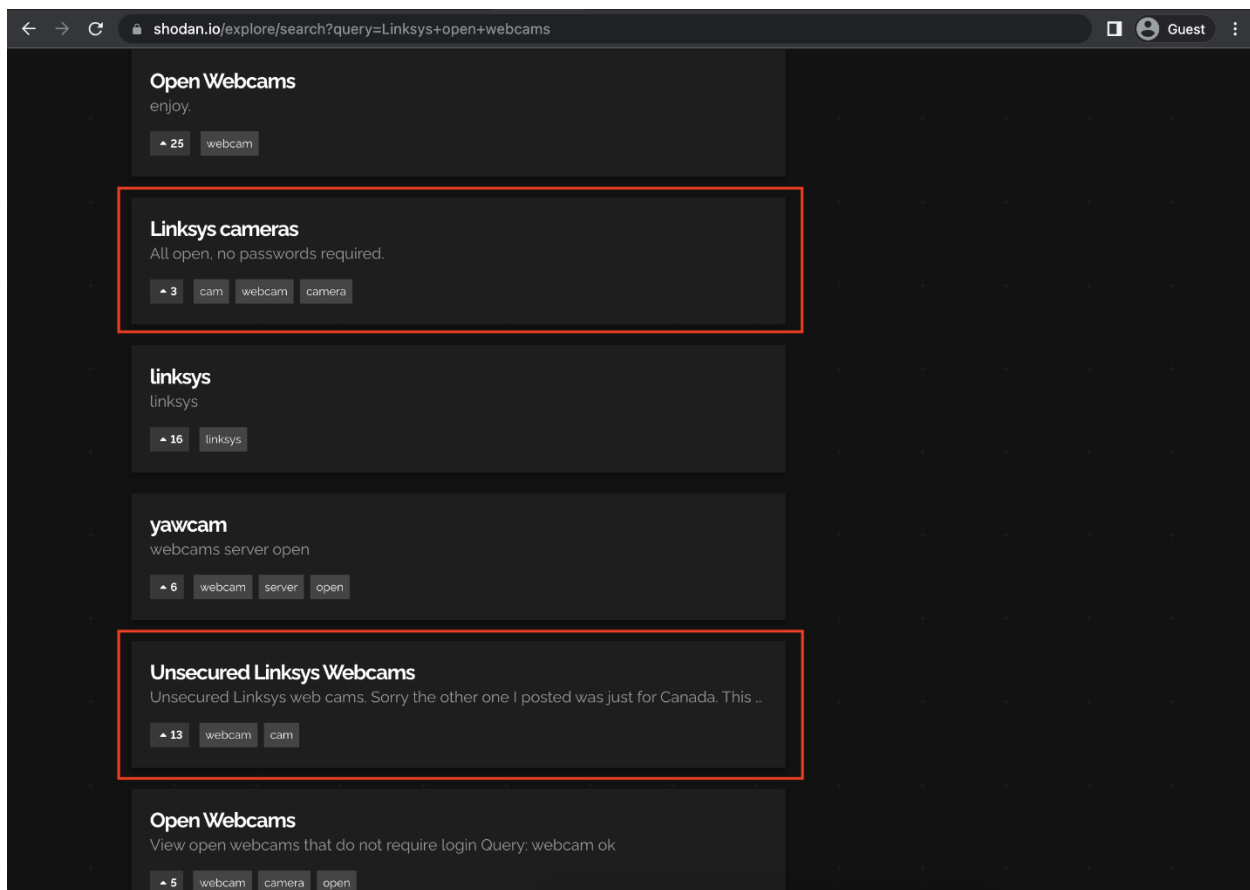 shodan.io/explore/search?query=Linksys+open+webcams
Guest
Open Webcams
enjoy.
25 webcam
Linksys cameras
All open, no passwords required.
3 cam webcam camera
linksys
linksys
16 linksys
yawcam
webcams server open
6 webcam server open
Unsecured Linksys Webcams
Unsecured Linksys web cams. Sorry the other one I posted was just for Canada. This ...
13 webcam cam
Open Webcams
View open webcams that do not require login Query: webcam ok
5 webcam camera open